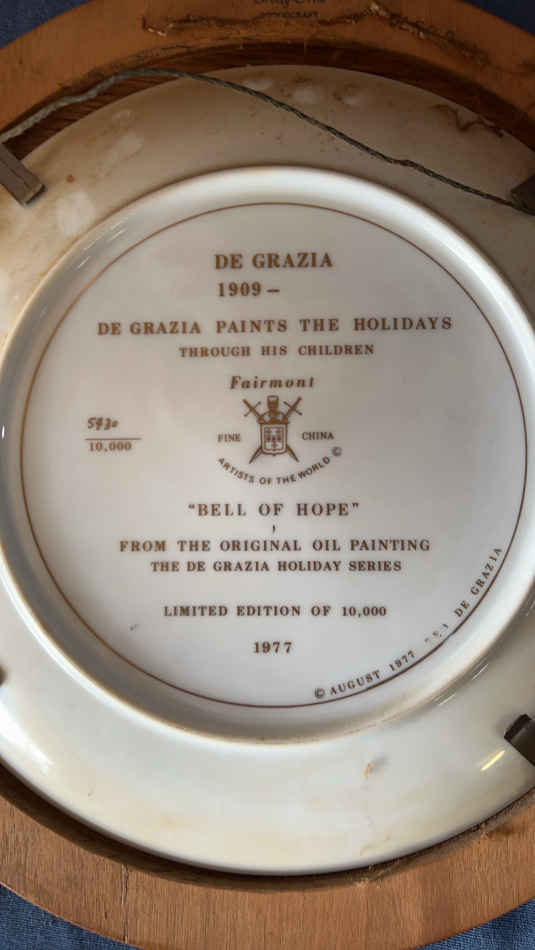 DE GRAZIA
1909 –
DE GRAZIA PAINTS THE HOLIDAYS
THROUGH HIS CHILDREN
Fairmont
FINE CHINA
ARTISTS OF THE WORLD ©
5430
10,000
"BELL OF HOPE"
FROM THE ORIGINAL OIL PAINTING
THE DE GRAZIA HOLIDAY SERIES
LIMITED EDITION OF 10,000
1977
© AUGUST 1977 DE GRAZIA